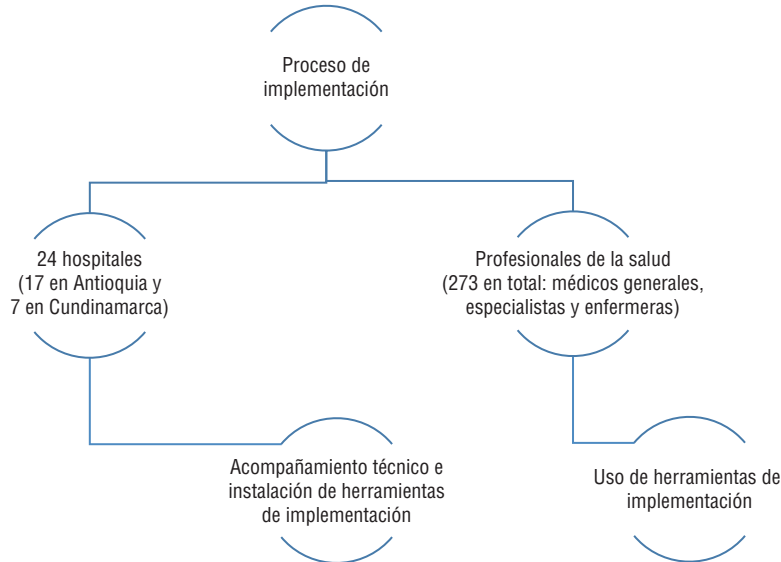 Proceso de
implementación
24 hospitales
(17 en Antioquia y
7 en Cundinamarca)
Profesionales de la salud
(273 en total: médicos generales,
especialistas y enfermeras)
Acompañamiento técnico e
instalación de herramientas
de implementación
Uso de herramientas de
implementación